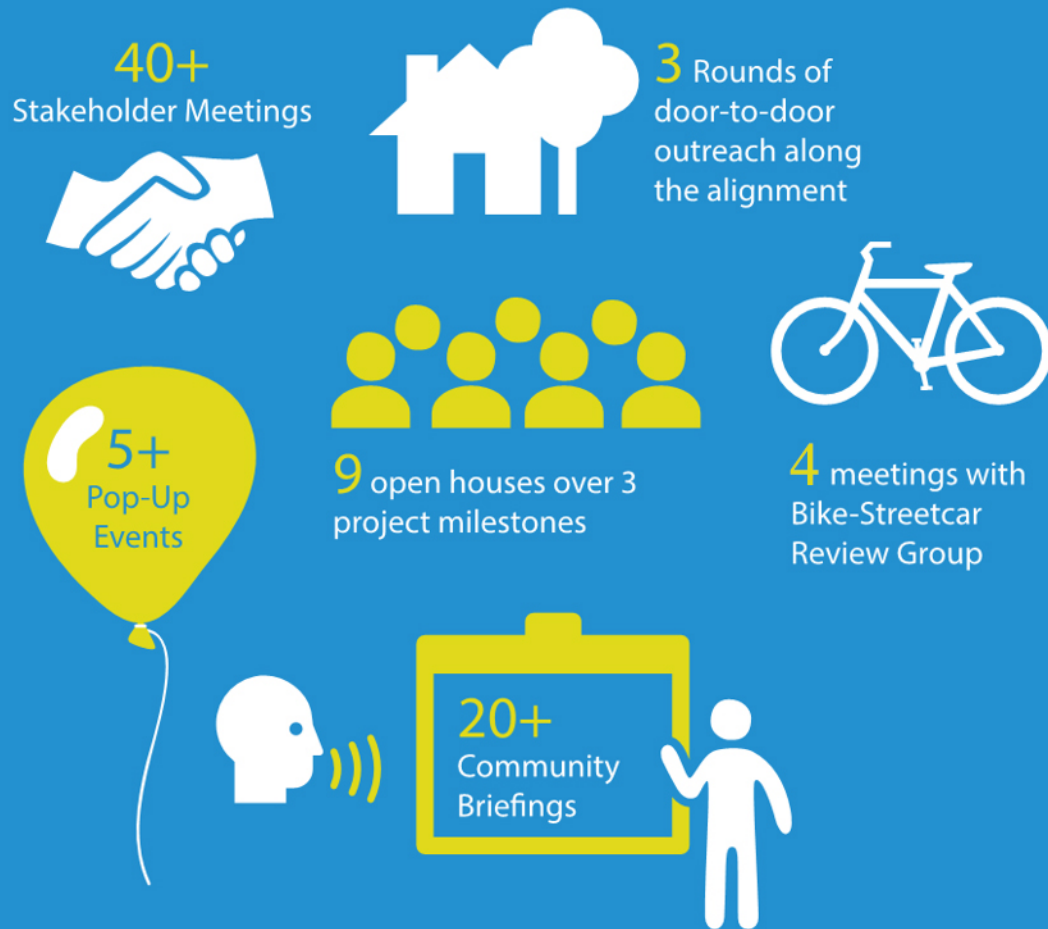 40+
Stakeholder Meetings
3 Rounds of
door-to-door
outreach along
the alignment
5+
Pop-Up
Events
9 open houses over 3
project milestones
4 meetings with
Bike-Streetcar
Review Group
20+
Community
Briefings